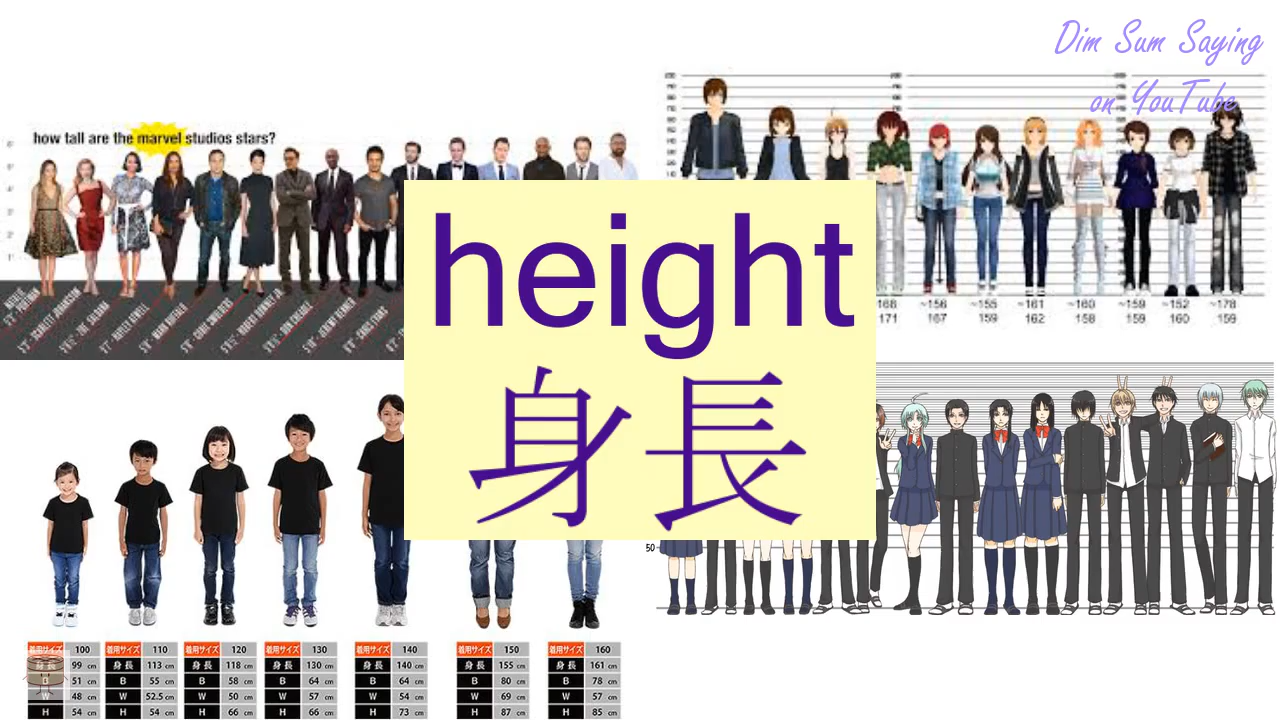 Dim Sum Saying
on YouTube
how tall are the marvel studios stars?
height
身長
168 ~156 ~155 ~161 ~160 ~159 ~152 ~178
171 167 159 162 158 159 160 159
50
着用サイズ 100 着用サイズ 110 着用サイズ 120 着用サイズ 130 着用サイズ 140 着用サイズ 150 着用サイズ 160
身長 99 cm 身長 113 cm 身長 118 cm 身長 130 cm 身長 140 cm 身長 155 cm 身長 161 cm
B 51 cm B 55 cm B 58 cm B 64 cm B 64 cm B 80 cm B 78 cm
W 48 cm W 52.5 cm W 50 cm W 57 cm W 54 cm W 69 cm W 57 cm
H 54 cm H 54 cm H 66 cm H 66 cm H 73 cm H 87 cm H 85 cm